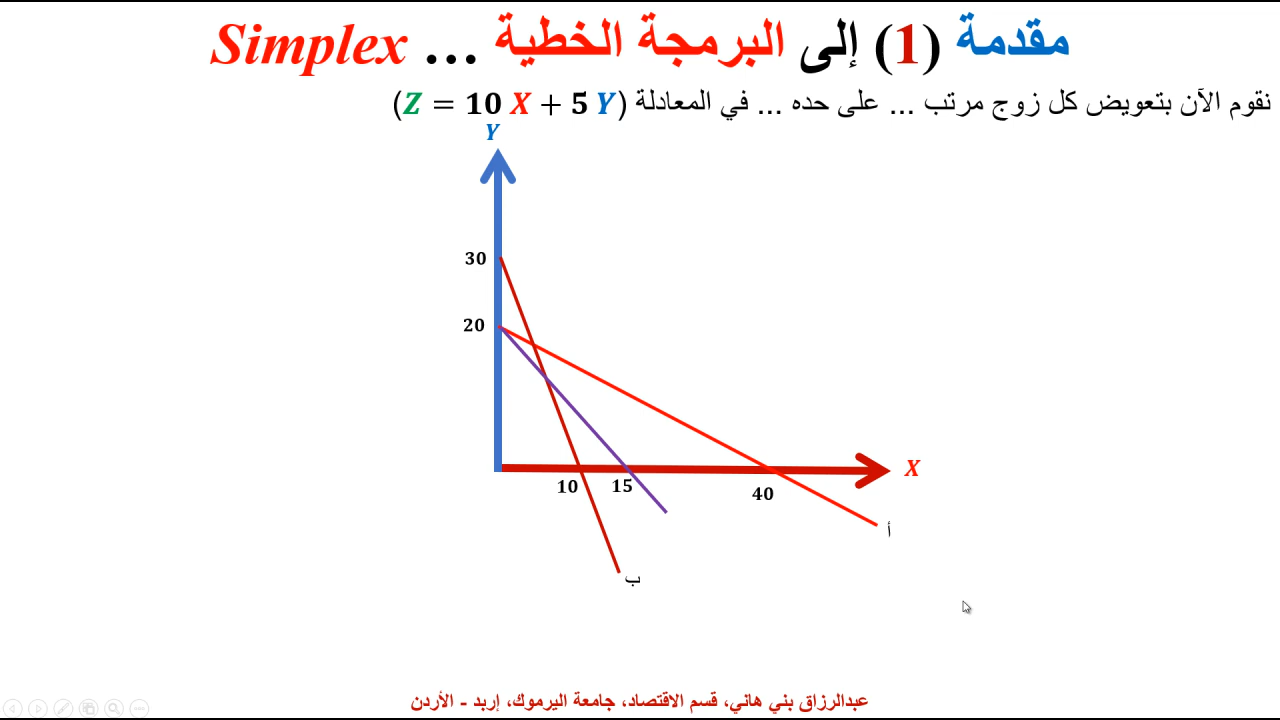 مقدمة (1) إلى البرمجة الخطية ... Simplex
نقوم الآن بتعويض كل زوج مرتب ... على حده ... في المعادلة (Z = 10 X + 5 Y)
Y
30
20
X
10
15
40
أ
ب
عبدالرزاق بني هاني، قسم الاقتصاد، جامعة اليرموك، إربد - الأردن